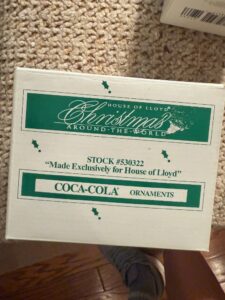 HOUSE OF LLOYD®
Christmas
AROUND·THE·WORLD
STOCK #530322
"Made Exclusively for House of Lloyd"
COCA-COLA® ORNAMENTS